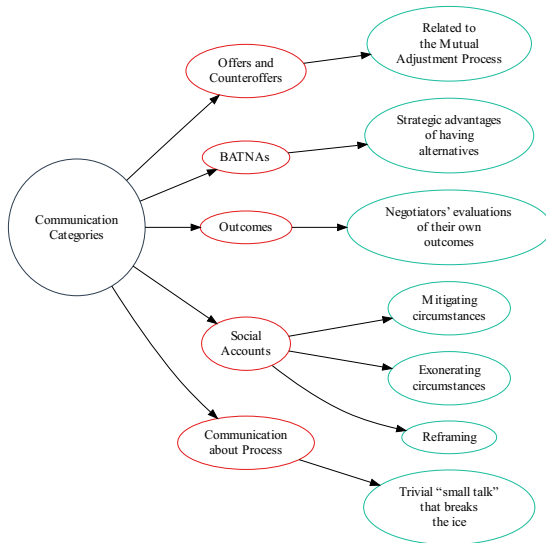 Related to
the Mutual
Adjustment Process
Offers and
Counteroffers
Strategic advantages
of having
alternatives
BATNAs
Communication
Categories
Outcomes
Negotiators’ evaluations
of their own
outcomes
Mitigating
circumstances
Social
Accounts
Exonerating
circumstances
Reframing
Communication
about Process
Trivial “small talk”
that breaks
the ice